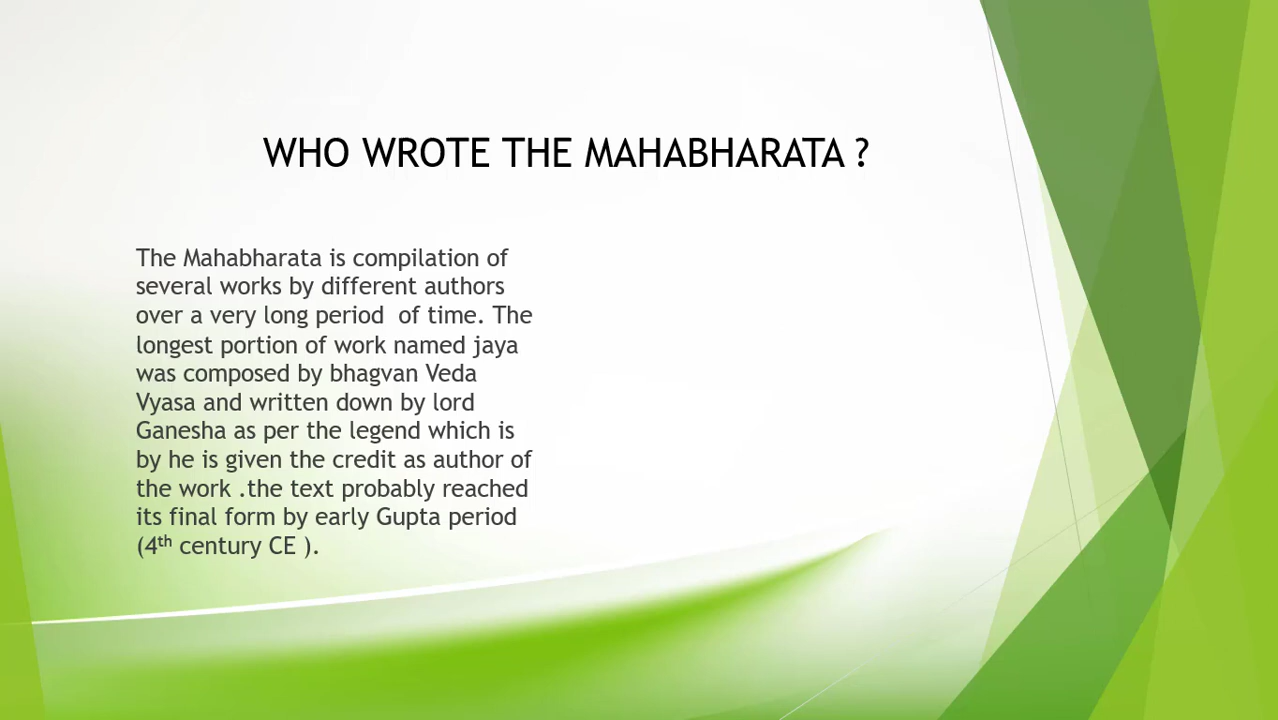 WHO WROTE THE MAHABHARATA ?
The Mahabharata is compilation of
several works by different authors
over a very long period  of time. The
longest portion of work named jaya
was composed by bhagvan Veda
Vyasa and written down by lord
Ganesha as per the legend which is
by he is given the credit as author of
the work .the text probably reached
its final form by early Gupta period
(4th century CE ).